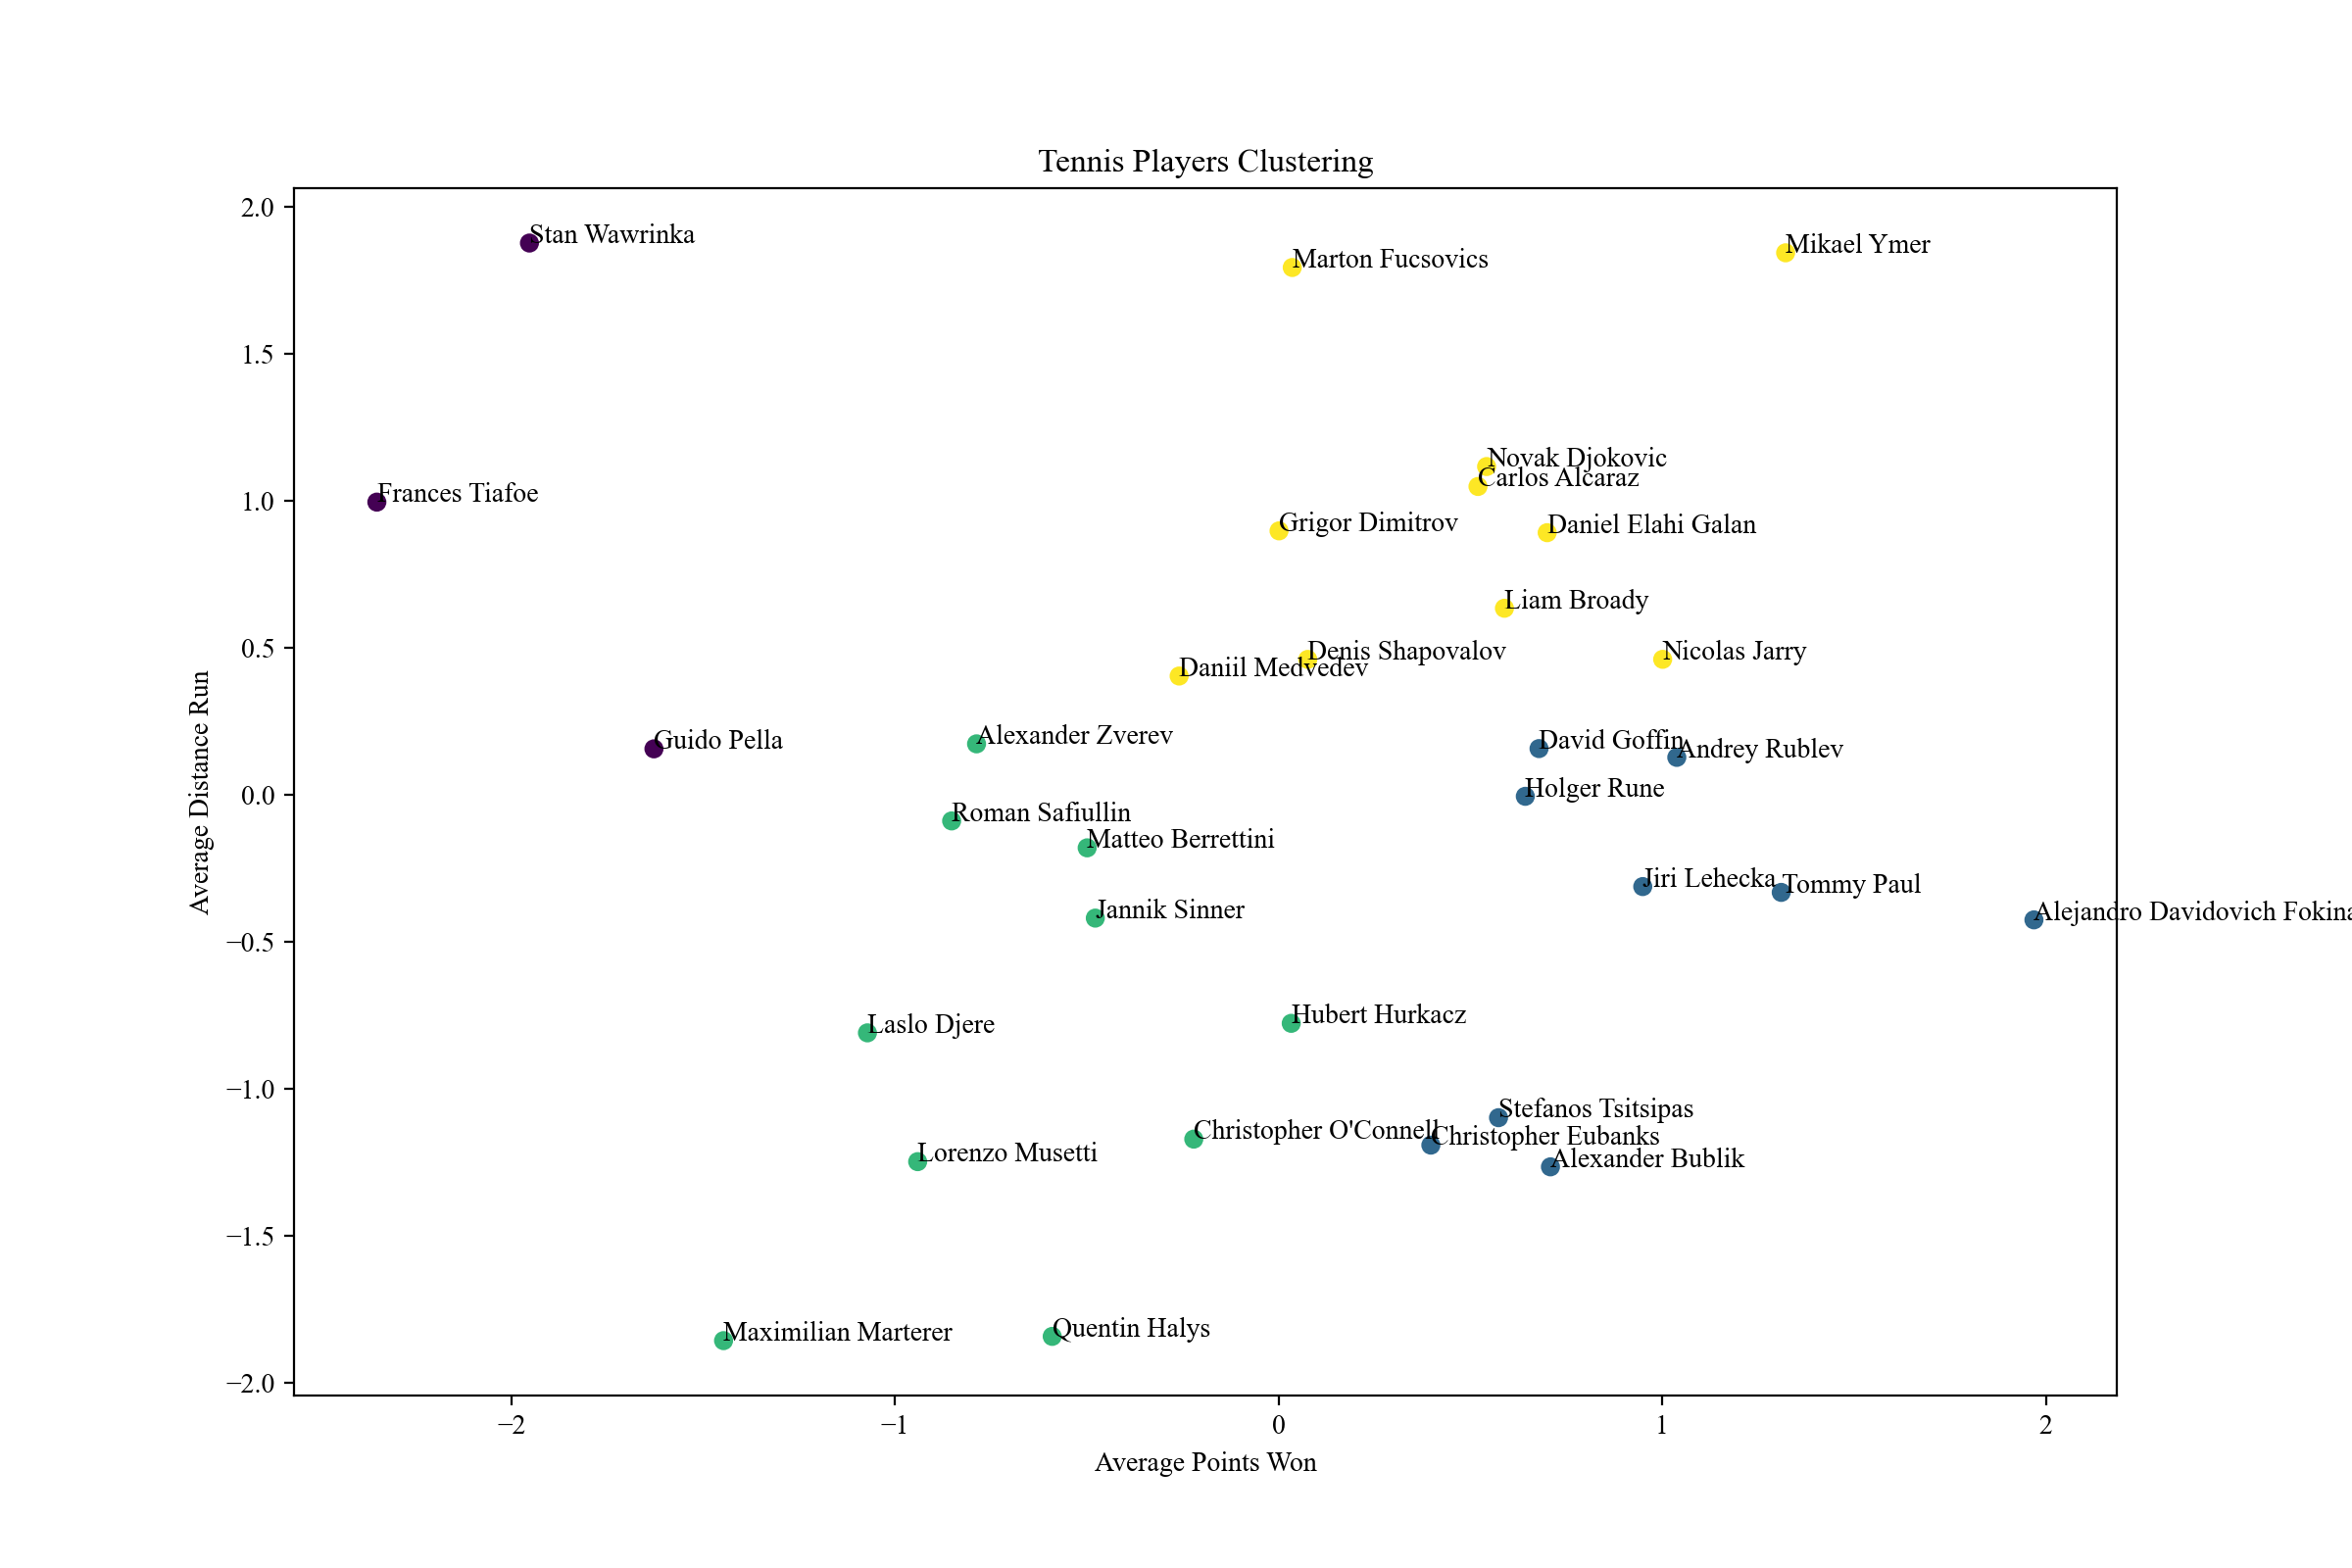 Tennis Players Clustering
2.0
Stan Wawrinka
Mikael Ymer
Marton Fucsovics
1.5
Novak Djokovic
Carlos Alcaraz
1.0
Frances Tiafoe
Grigor Dimitrov
Daniel Elahi Galan
Liam Broady
0.5
Denis Shapovalov
Nicolas Jarry
Daniil Medvedev
Average Distance Run
Guido Pella
Alexander Zverev
David Goffin
Andrey Rublev
0.0
Holger Rune
Roman Safiullin
Matteo Berrettini
Jiri Lehecka
Tommy Paul
Jannik Sinner
Alejandro Davidovich Fokina
−0.5
Laslo Djere
Hubert Hurkacz
−1.0
Stefanos Tsitsipas
Christopher O'Connell
Christopher Eubanks
Lorenzo Musetti
Alexander Bublik
−1.5
Maximilian Marterer
Quentin Halys
−2.0
−2
−1
0
1
2
Average Points Won